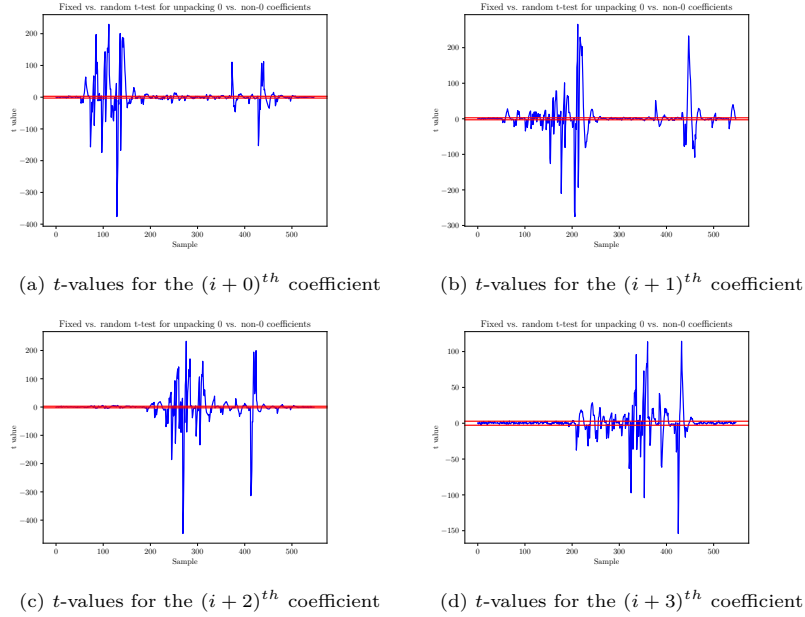 Fixed vs. random t-test for unpacking 0 vs. non-0 coefficients
200
100
0
−100
−200
−300
−400
t value
0 100 200 300 400 500
Sample
(a) t-values for the (i + 0)^th coefficient
Fixed vs. random t-test for unpacking 0 vs. non-0 coefficients
200
100
0
−100
−200
−300
t value
0 100 200 300 400 500
Sample
(b) t-values for the (i + 1)^th coefficient
Fixed vs. random t-test for unpacking 0 vs. non-0 coefficients
200
100
0
−100
−200
−300
−400
t value
0 100 200 300 400 500
Sample
(c) t-values for the (i + 2)^th coefficient
Fixed vs. random t-test for unpacking 0 vs. non-0 coefficients
100
50
0
−50
−100
−150
t value
0 100 200 300 400 500
Sample
(d) t-values for the (i + 3)^th coefficient